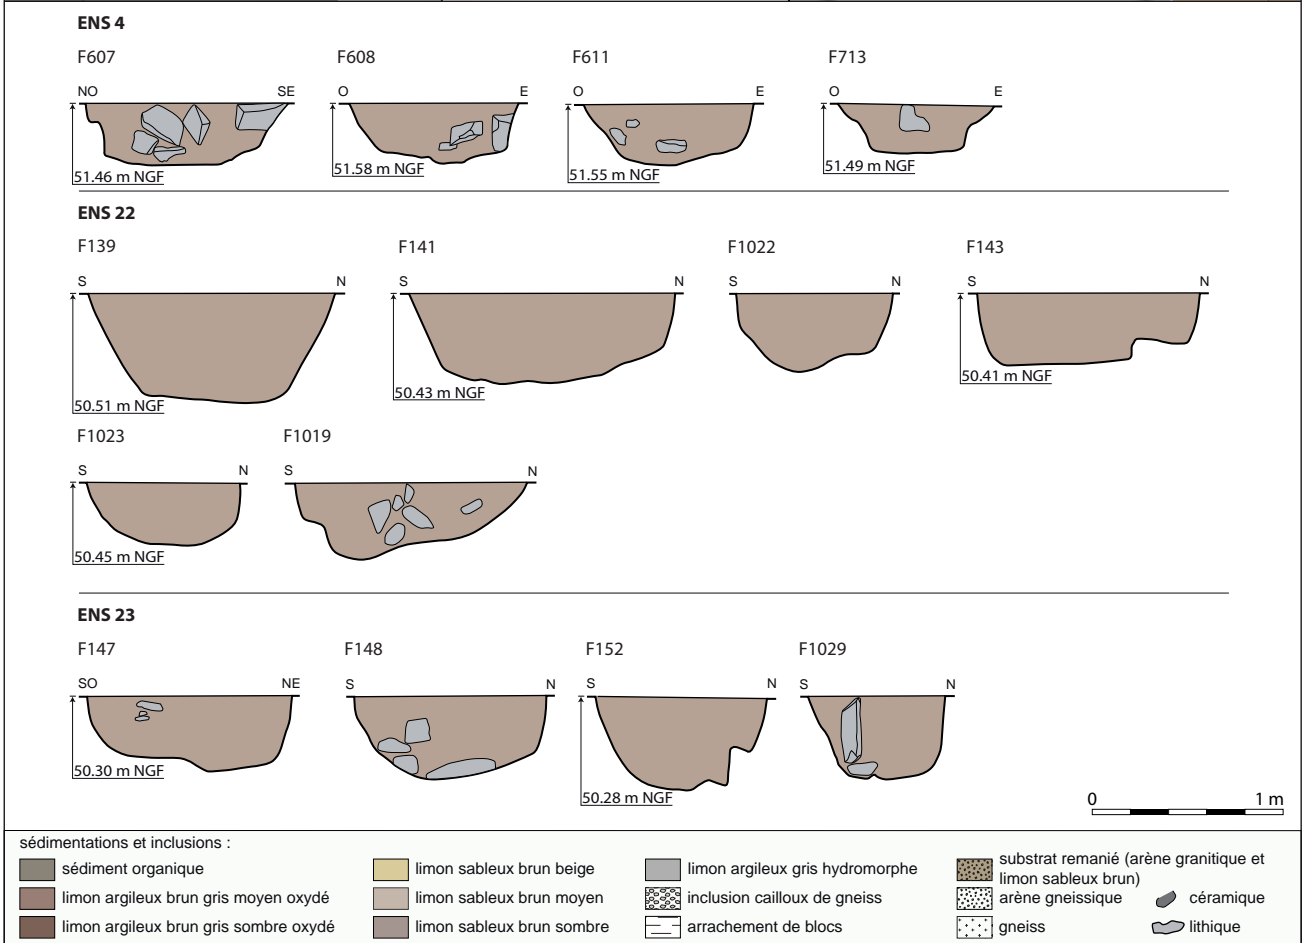 ENS 4
F607 F608 F611 F713
NO SE O E O E O E
51.46 m NGF 51.58 m NGF 51.55 m NGF 51.49 m NGF
ENS 22
F139 F141 F1022 F143
S N S N S N S N
50.51 m NGF 50.43 m NGF 50.41 m NGF
F1023 F1019
S N S N
50.45 m NGF
ENS 23
F147 F148 F152 F1029
SO NE S N S N S N
50.30 m NGF 50.28 m NGF
0 1 m
sédimentations et inclusions :
sédiment organique
limon argileux brun gris moyen oxydé
limon argileux brun gris sombre oxydé
limon sableux brun beige
limon sableux brun moyen
limon sableux brun sombre
limon argileux gris hydromorphe
inclusion cailloux de gneiss
arrachement de blocs
substrat remanié (arène granitique et
limon sableux brun)
arène gneissique
gneiss
céramique
lithique